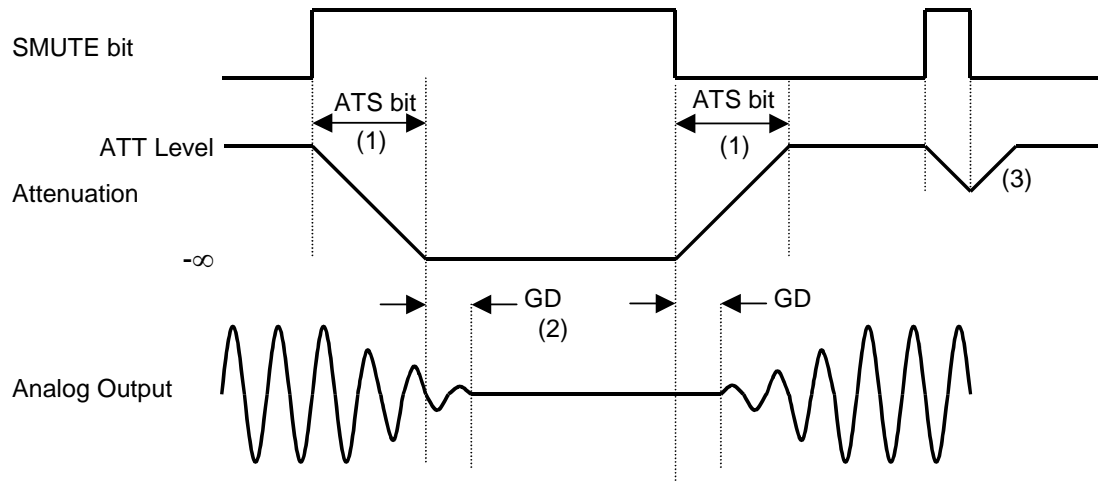 SMUTE bit
ATS bit
ATS bit
(1)
(1)
ATT Level
(3)
Attenuation
-∞
GD
GD
(2)
Analog Output